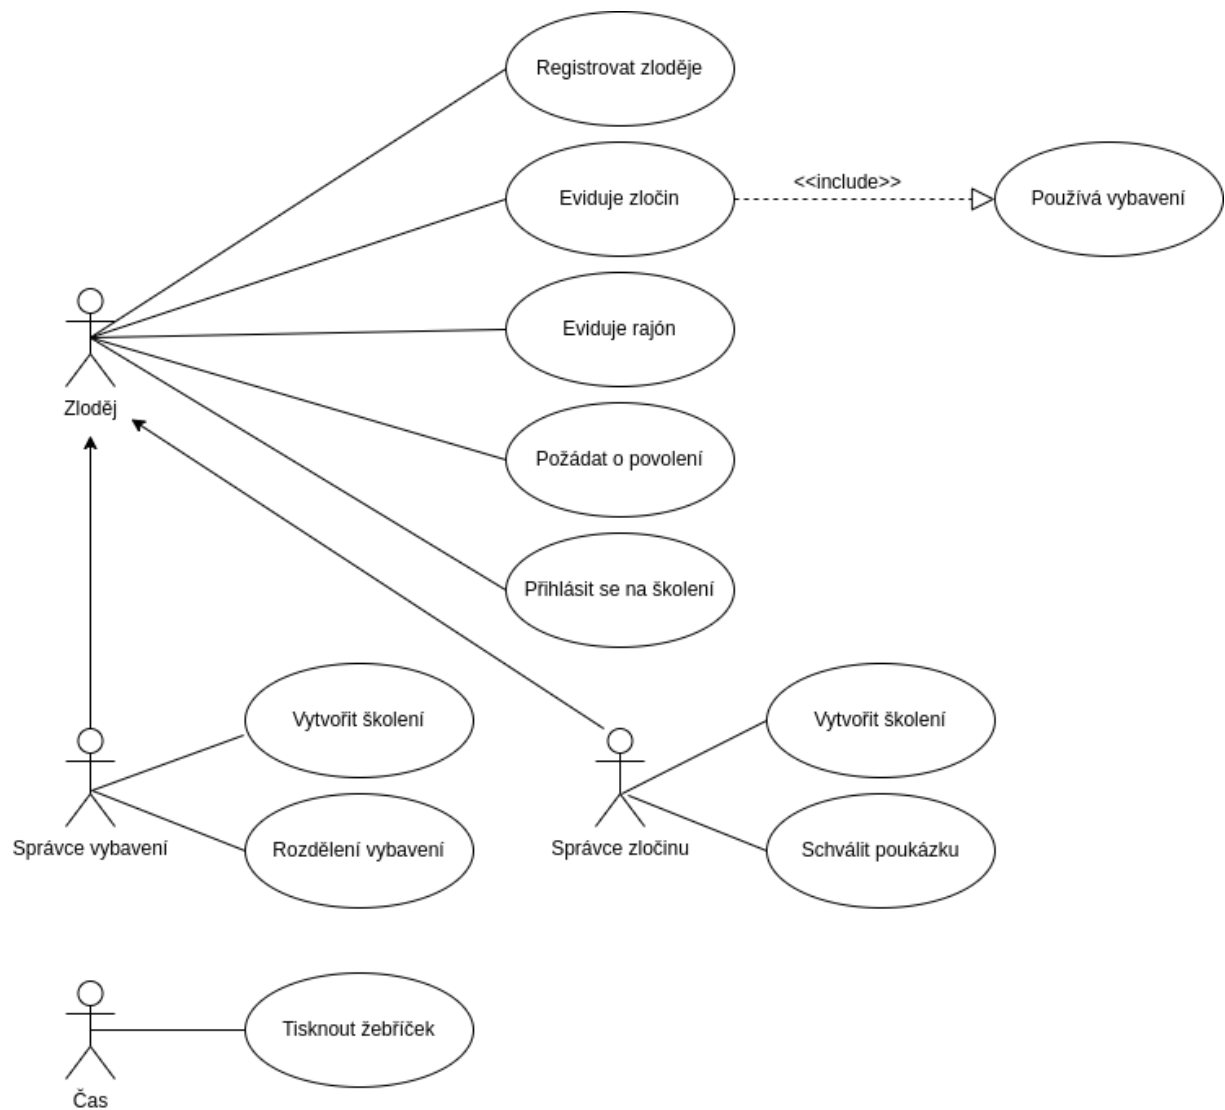 Registrovat zloděje
<<include>>
Eviduje zločin
Používá vybavení
Eviduje rajón
Zloděj
Požádat o povolení
Přihlásit se na školení
Vytvořit školení
Vytvořit školení
Správce vybavení
Rozdělení vybavení
Správce zločinu
Schválit poukázku
Tisknout žebříček
Čas